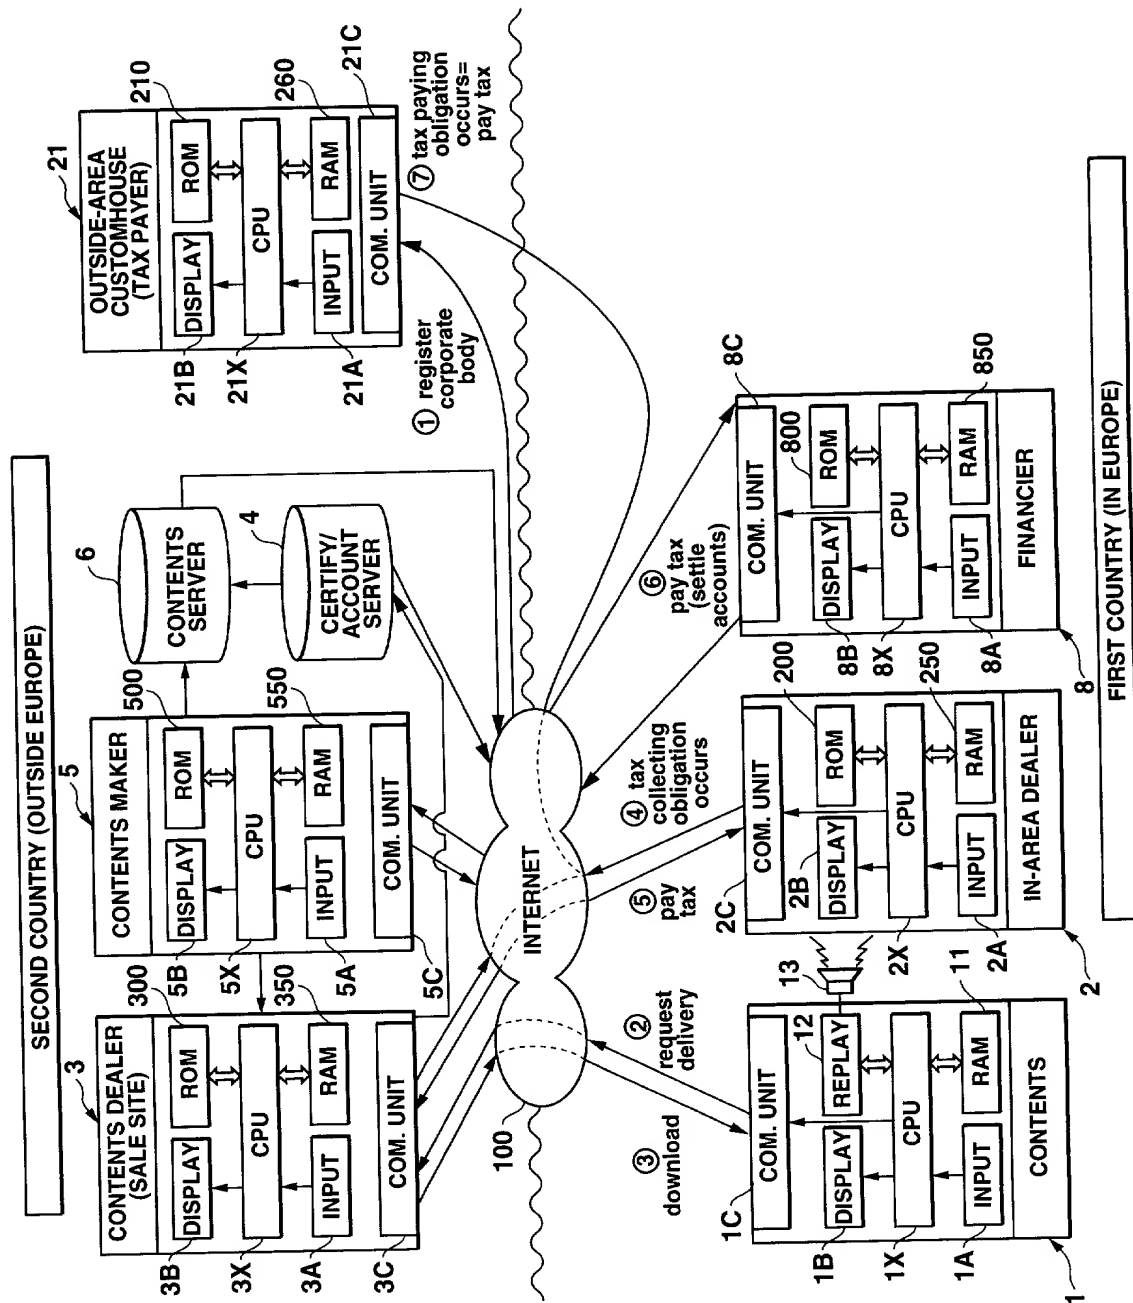 SECOND COUNTRY (OUTSIDE EUROPE)
3
CONTENTS DEALER
(SALE SITE)
300
DISPLAY
ROM
3B
CPU
3X
350
INPUT
RAM
3A
COM. UNIT
3C
5
CONTENTS MAKER
500
DISPLAY
ROM
5B
CPU
5X
550
INPUT
RAM
5A
COM. UNIT
5C
6
CONTENTS
SERVER
4
CERTIFY/
ACCOUNT
SERVER
21
OUTSIDE-AREA
CUSTOMHOUSE
(TAX PAYER)
210
DISPLAY
ROM
21B
CPU
21X
260
INPUT
RAM
21A
COM. UNIT
21C
① register
corporate
body
⑦ tax paying
obligation
occurs=
pay tax
INTERNET
100
② request
delivery
③
download
④ tax
collecting
obligation
occurs
⑤
pay
tax
⑥
pay tax
(settle
accounts)
1C
COM. UNIT
12
13
DISPLAY
REPLAY
1B
CPU
1X
11
INPUT
RAM
1A
CONTENTS
1
2C
COM. UNIT
200
2B
DISPLAY
ROM
CPU
2X
250
INPUT
RAM
2A
IN-AREA DEALER
2
8C
COM. UNIT
800
DISPLAY
ROM
8B
CPU
8X
850
INPUT
RAM
8A
FINANCIER
8
FIRST COUNTRY (IN EUROPE)